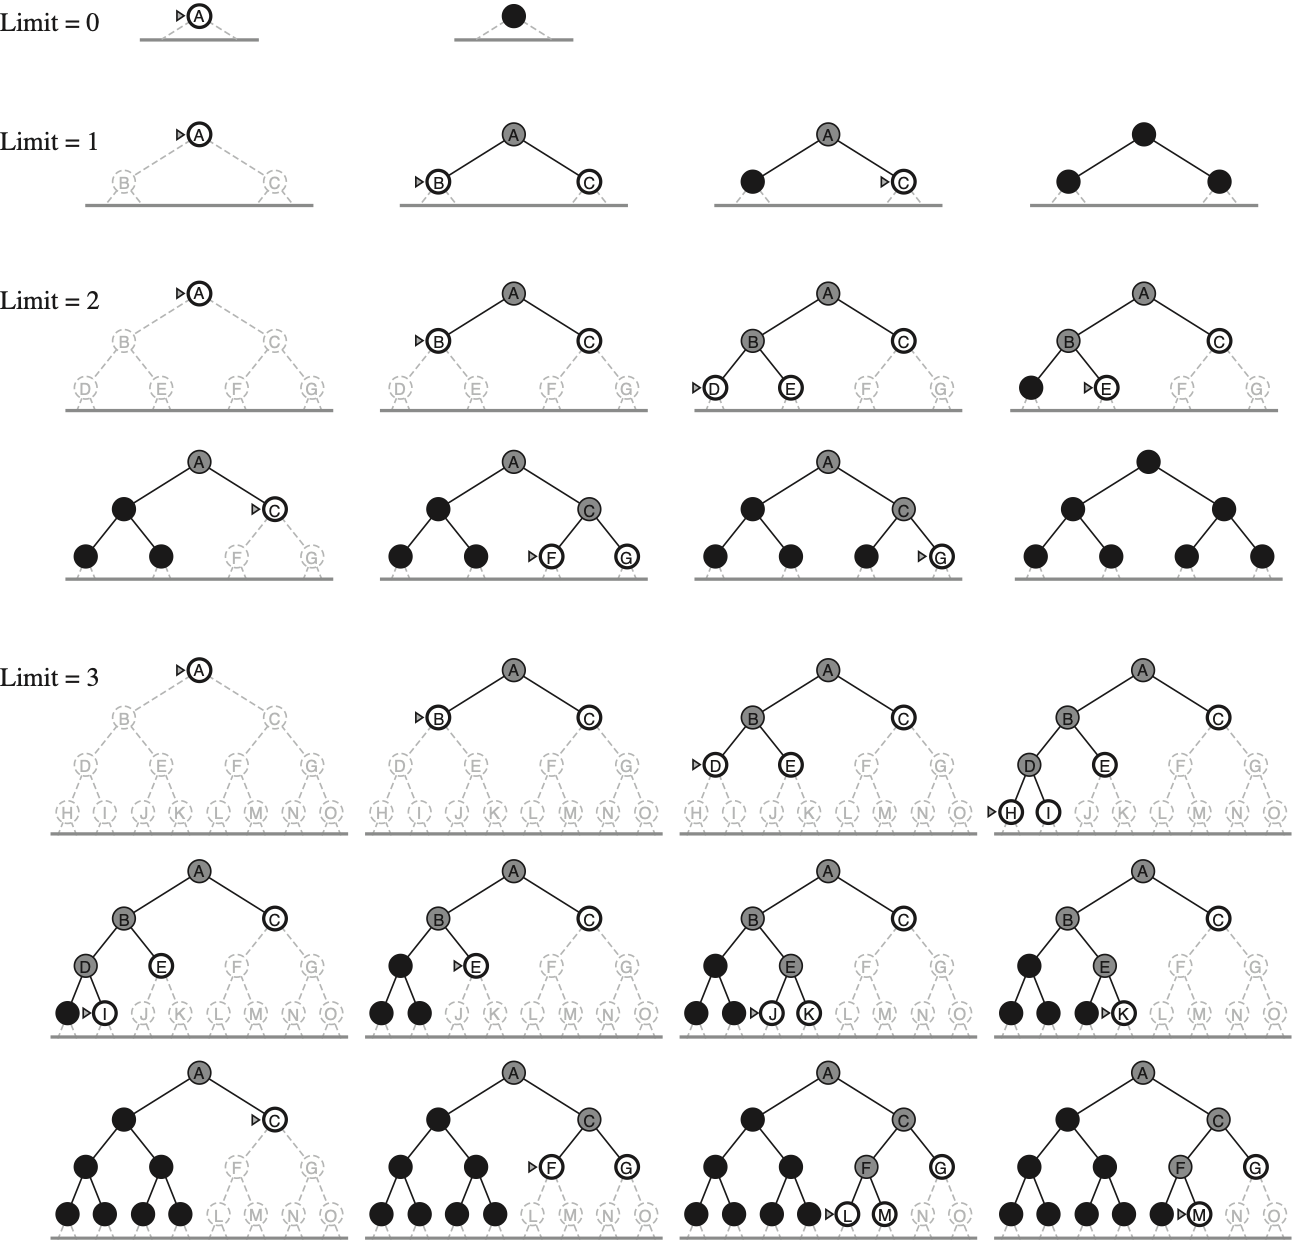 Limit = 0 A
Limit = 1 A A A
B C B C C
Limit = 2 A A A A
B C B C B C B C
D E F G D E F G D E F G E F G
A A A
C C C
F G F G G
Limit = 3 A A A A
B C B C B C B C
D E F G D E F G D E F G D E F G
H I J K L M N O H I J K L M N O H I J K L M N O H I J K L M N O
A A A A
B C B C B C B C
D E F G E F G E F G E F G
I J K L M N O J K L M N O J K L M N O K L M N O
A A A A
C C C C
F G F G F G F G
L M N O L M N O L M N O M N O